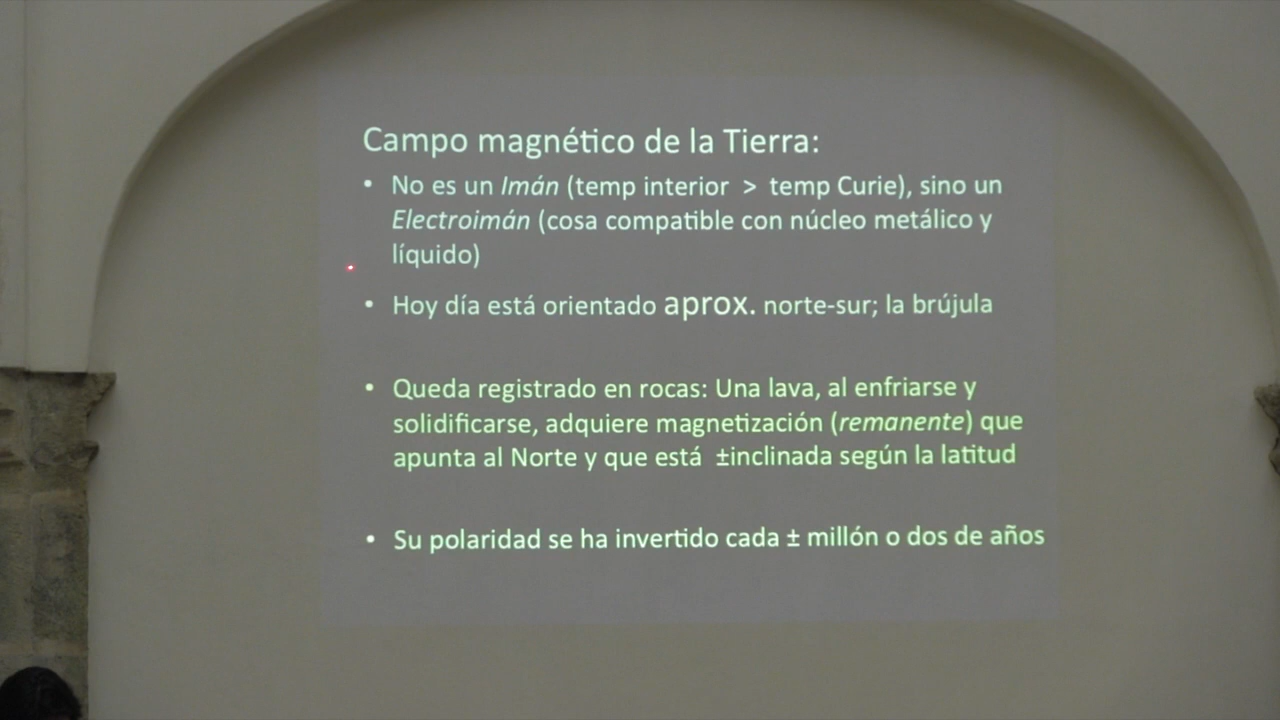 Campo magnético de la Tierra:
• No es un Imán (temp interior > temp Curie), sino un
Electroimán (cosa compatible con núcleo metálico y
líquido)
• Hoy día está orientado aprox. norte-sur; la brújula
• Queda registrado en rocas: Una lava, al enfriarse y
solidificarse, adquiere magnetización (remanente) que
apunta al Norte y que está ±inclinada según la latitud
• Su polaridad se ha invertido cada ± millón o dos de años